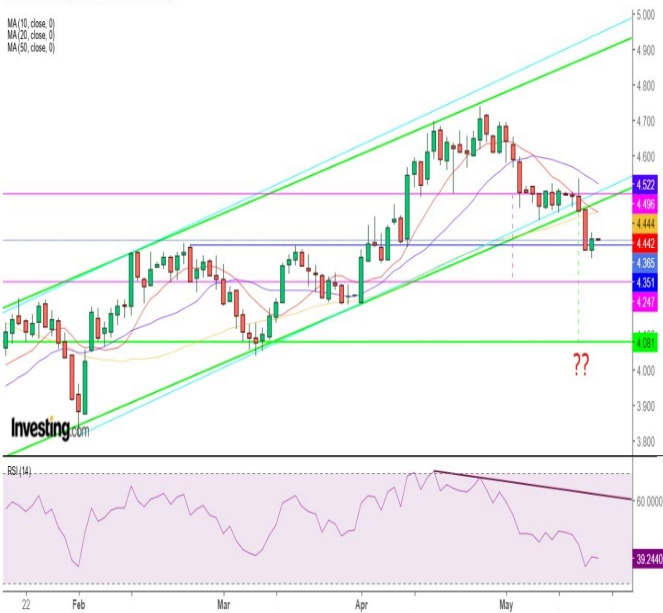 MA (10, close, 0)
MA (20, close, 0)
MA (50, close, 0)
5.000
4.900
4.800
4.700
4.600
4.522
4.496
4.444
4.442
4.365
4.351
4.247
4.081
4.000
3.900
3.800
??
Investing.com
RSI (14)
60.0000
39.2440
22
Feb
Mar
Apr
May